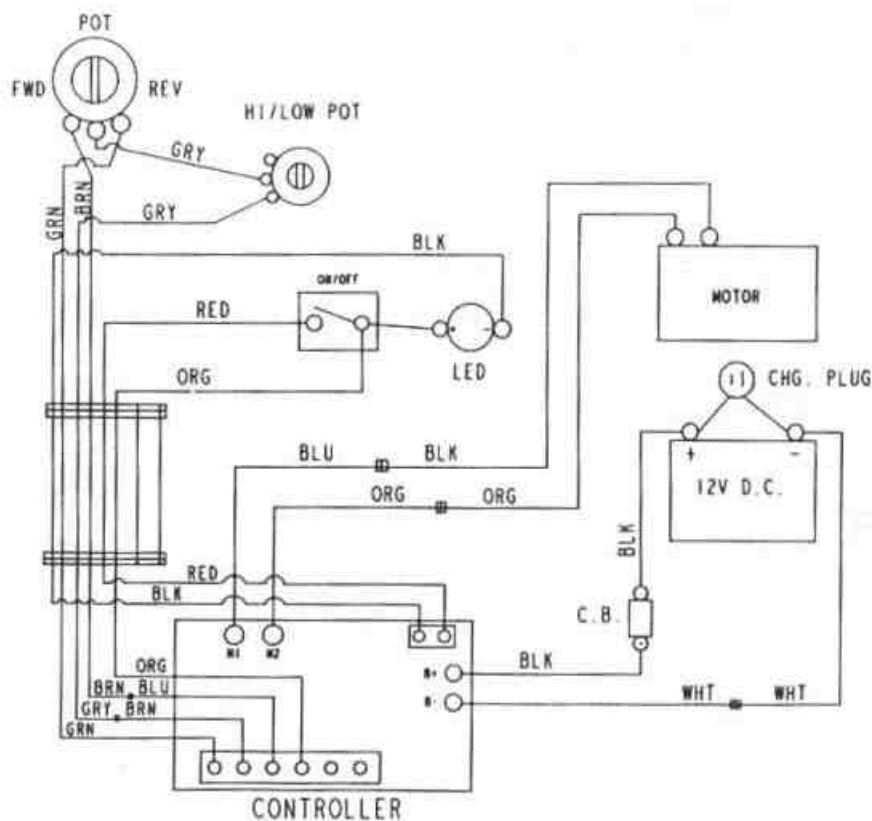 POT
FWD
REV
HI/LOW POT
GRY
GRN
BRN
GRY
BLK
ON/OFF
RED
LED
+
-
ORG
MOTOR
CHG. PLUG
+
-
12V D.C.
BLU
BLK
ORG
ORG
BLK
RED
BLK
C.B.
M1
M2
ORG
B+
BLK
BRN
BLU
B-
WHT
WHT
GRY
BRN
GRN
CONTROLLER